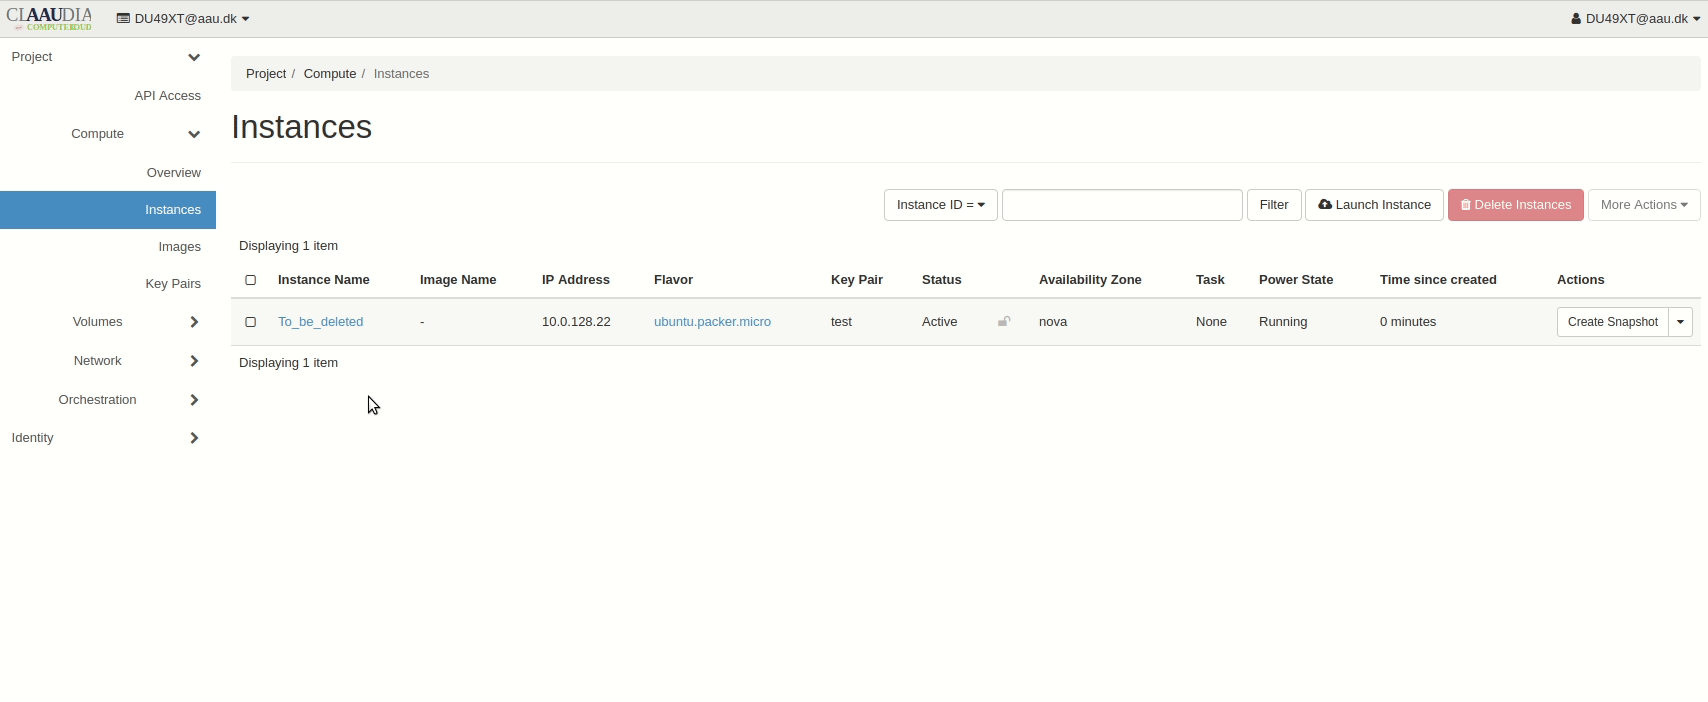 CLAAUDIA DU49XT@aau.dk DU49XT@aau.dk
COMPUTE
Project
API Access
Compute
Overview
Instances
Images
Key Pairs
Volumes
Network
Orchestration
Identity
Project / Compute / Instances
Instances
Instance ID = Filter Launch Instance Delete Instances More Actions
Displaying 1 item
Instance Name Image Name IP Address Flavor Key Pair Status Availability Zone Task Power State Time since created Actions
To_be_deleted - 10.0.128.22 ubuntu.packer.micro test Active nova None Running 0 minutes Create Snapshot
Displaying 1 item